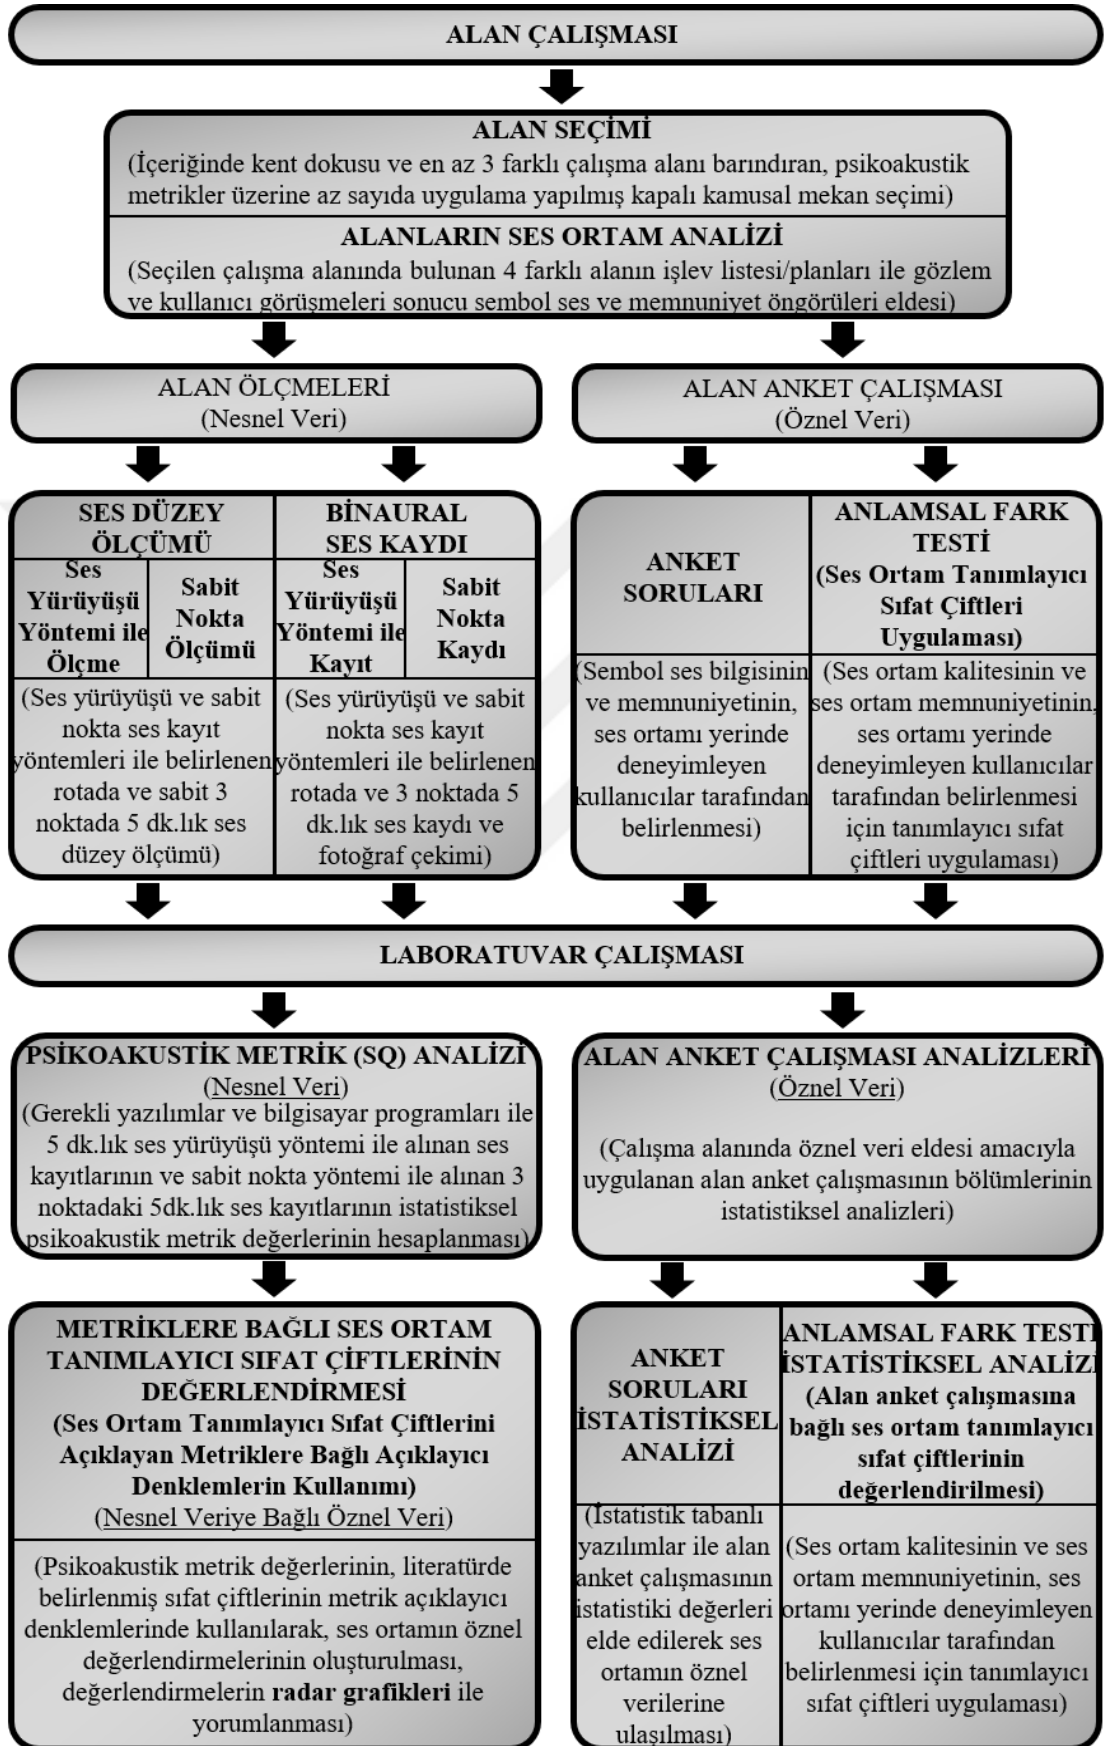 ALAN ÇALIŞMASI
ALAN SEÇİMİ
(İçeriğinde kent dokusu ve en az 3 farklı çalışma alanı barındıran, psikoakustik
metrikler üzerine az sayıda uygulama yapılmış kapalı kamusal mekan seçimi)
ALANLARIN SES ORTAM ANALİZİ
(Seçilen çalışma alanında bulunan 4 farklı alanın işlev listesi/planları ile gözlem
ve kullanıcı görüşmeleri sonucu sembol ses ve memnuniyet öngörüleri eldesi)
ALAN ÖLÇMELERİ
(Nesnel Veri)
ALAN ANKET ÇALIŞMASI
(Öznel Veri)
SES DÜZEY
ÖLÇÜMÜ
Ses
Yürüyüşü
Yöntemi ile
Ölçme
Sabit
Nokta
Ölçümü
(Ses yürüyüşü ve sabit
nokta ses kayıt
yöntemleri ile belirlenen
rotada ve sabit 3
noktada 5 dk.lık ses
düzey ölçümü)
BİNAURAL
SES KAYDI
Ses
Yürüyüşü
Yöntemi ile
Kayıt
Sabit
Nokta
Kaydı
(Ses yürüyüşü ve sabit
nokta ses kayıt
yöntemleri ile belirlenen
rotada ve 3 noktada 5
dk.lık ses kaydı ve
fotoğraf çekimi)
ANKET
SORULARI
(Sembol ses bilgisinin
ve memnuniyetinin,
ses ortamı yerinde
deneyimleyen
kullanıcılar tarafından
belirlenmesi)
ANLAMSAL FARK
TESTİ
(Ses Ortam Tanımlayıcı
Sıfat Çiftleri
Uygulaması)
(Ses ortam kalitesinin ve
ses ortam memnuniyetinin,
ses ortamı yerinde
deneyimleyen kullanıcılar
tarafından belirlenmesi
için tanımlayıcı sıfat
çiftleri uygulaması)
LABORATUVAR ÇALIŞMASI
PSİKOAKUSTİK METRİK (SQ) ANALİZİ
(Nesnel Veri)
(Gerekli yazılımlar ve bilgisayar programları ile
5 dk.lık ses yürüyüşü yöntemi ile alınan ses
kayıtlarının ve sabit nokta yöntemi ile alınan 3
noktadaki 5dk.lık ses kayıtlarının istatistiksel
psikoakustik metrik değerlerinin hesaplanması)
ALAN ANKET ÇALIŞMASI ANALİZLERİ
(Öznel Veri)
(Çalışma alanında öznel veri eldesi amacıyla
uygulanan alan anket çalışmasının bölümlerinin
istatistiksel analizleri)
METRİKLERE BAĞLI SES ORTAM
TANIMLAYICI SIFAT ÇİFTLERİNİN
DEĞERLENDİRMESİ
(Ses Ortam Tanımlayıcı Sıfat Çiftlerini
Açıklayan Metriklere Bağlı Açıklayıcı
Denklemlerin Kullanımı)
(Nesnel Veriye Bağlı Öznel Veri)
(Psikoakustik metrik değerlerinin, literatürde
belirlenmiş sıfat çiftlerinin metrik açıklayıcı
denklemlerinde kullanılarak, ses ortamın öznel
değerlendirmelerinin oluşturulması,
değerlendirmelerin radar grafikleri ile
yorumlanması)
ANKET
SORULARI
İSTATİSTİKSEL
ANALİZİ
(İstatistik tabanlı
yazılımlar ile alan
anket çalışmasının
istatistiki değerleri
elde edilerek ses
ortamın öznel
verilerine
ulaşılması)
ANLAMSAL FARK TESTİ
İSTATİSTİKSEL ANALİZİ
(Alan anket çalışmasına
bağlı ses ortam tanımlayıcı
sıfat çiftlerinin
değerlendirilmesi)
(Ses ortam kalitesinin ve ses
ortam memnuniyetinin, ses
ortamı yerinde deneyimleyen
kullanıcılar tarafından
belirlenmesi için tanımlayıcı
sıfat çiftleri uygulaması)